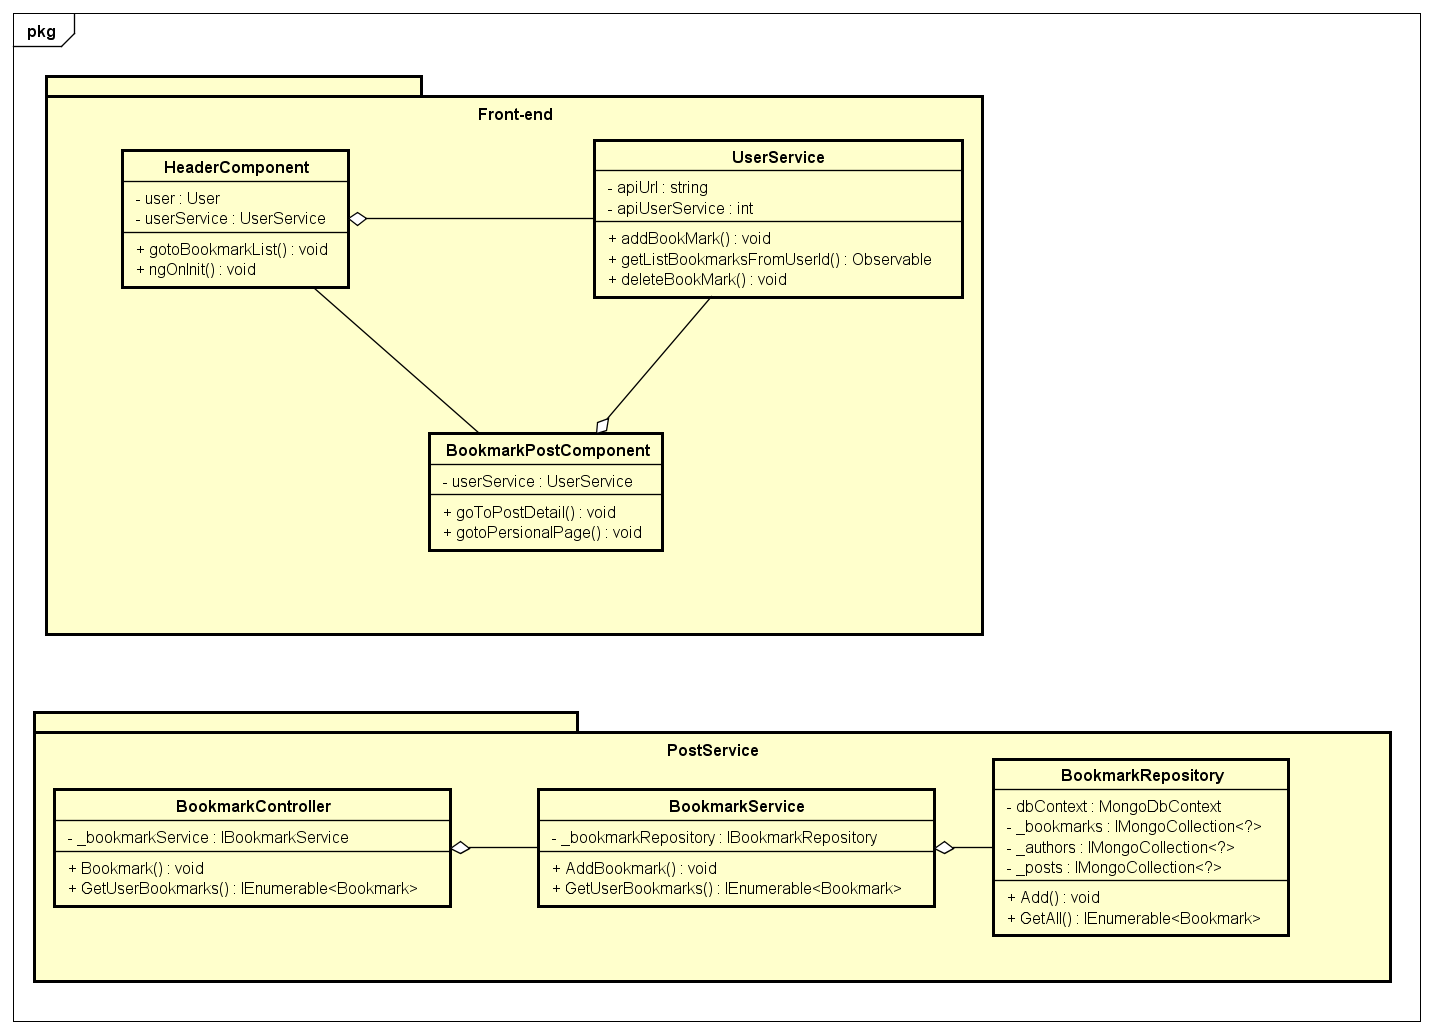 pkg
Front-end
HeaderComponent
- user : User
- userService : UserService
+ gotoBookmarkList() : void
+ ngOnInit() : void
UserService
- apiUrl : string
- apiUserService : int
+ addBookMark() : void
+ getListBookmarksFromUserId() : Observable
+ deleteBookMark() : void
BookmarkPostComponent
- userService : UserService
+ goToPostDetail() : void
+ gotoPersionalPage() : void
PostService
BookmarkController
- _bookmarkService : IBookmarkService
+ Bookmark() : void
+ GetUserBookmarks() : IEnumerable<Bookmark>
BookmarkService
- _bookmarkRepository : IBookmarkRepository
+ AddBookmark() : void
+ GetUserBookmarks() : IEnumerable<Bookmark>
BookmarkRepository
- dbContext : MongoDbContext
- _bookmarks : IMongoCollection<?>
- _authors : IMongoCollection<?>
- _posts : IMongoCollection<?>
+ Add() : void
+ GetAll() : IEnumerable<Bookmark>